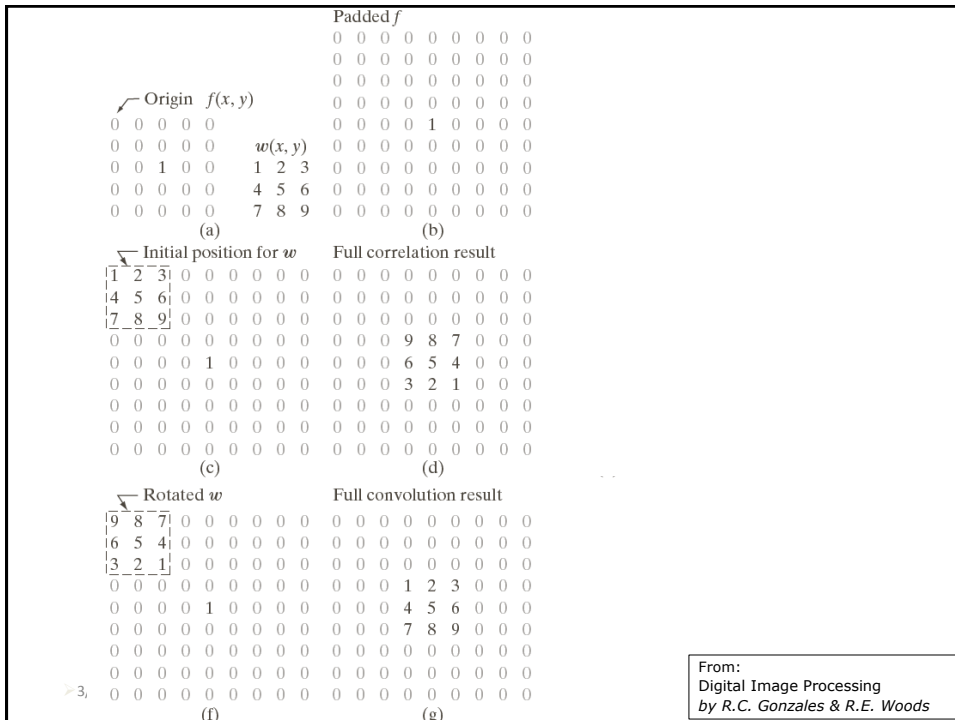 Padded f
0 0 0 0 0 0 0 0 0
0 0 0 0 0 0 0 0 0
0 0 0 0 0 0 0 0 0
Origin f(x, y)
0 0 0 0 0 0 0 0 0
0 0 0 0 0 0 0 0 0 1 0 0 0 0
0 0 0 0 0 w(x, y) 0 0 0 0 0 0 0 0 0
0 0 1 0 0 1 2 3 0 0 0 0 0 0 0 0 0
0 0 0 0 0 4 5 6 0 0 0 0 0 0 0 0 0
0 0 0 0 0 7 8 9 0 0 0 0 0 0 0 0 0
(a) (b)
Initial position for w Full correlation result
1 2 3 0 0 0 0 0 0 0 0 0 0 0 0 0 0 0
4 5 6 0 0 0 0 0 0 0 0 0 0 0 0 0 0 0
7 8 9 0 0 0 0 0 0 0 0 0 0 0 0 0 0 0
0 0 0 0 0 0 0 0 0 0 0 0 9 8 7 0 0 0
0 0 0 0 1 0 0 0 0 0 0 0 6 5 4 0 0 0
0 0 0 0 0 0 0 0 0 0 0 0 3 2 1 0 0 0
0 0 0 0 0 0 0 0 0 0 0 0 0 0 0 0 0 0
0 0 0 0 0 0 0 0 0 0 0 0 0 0 0 0 0 0
0 0 0 0 0 0 0 0 0 0 0 0 0 0 0 0 0 0
(c) (d)
Rotated w Full convolution result
9 8 7 0 0 0 0 0 0 0 0 0 0 0 0 0 0 0
6 5 4 0 0 0 0 0 0 0 0 0 0 0 0 0 0 0
3 2 1 0 0 0 0 0 0 0 0 0 0 0 0 0 0 0
0 0 0 0 0 0 0 0 0 0 0 0 1 2 3 0 0 0
0 0 0 0 1 0 0 0 0 0 0 0 4 5 6 0 0 0
0 0 0 0 0 0 0 0 0 0 0 0 7 8 9 0 0 0
0 0 0 0 0 0 0 0 0 0 0 0 0 0 0 0 0 0
0 0 0 0 0 0 0 0 0 0 0 0 0 0 0 0 0 0
3, 0 0 0 0 0 0 0 0 0 0 0 0 0 0 0 0 0 0
(f) (g)
From:
Digital Image Processing
by R.C. Gonzales & R.E. Woods